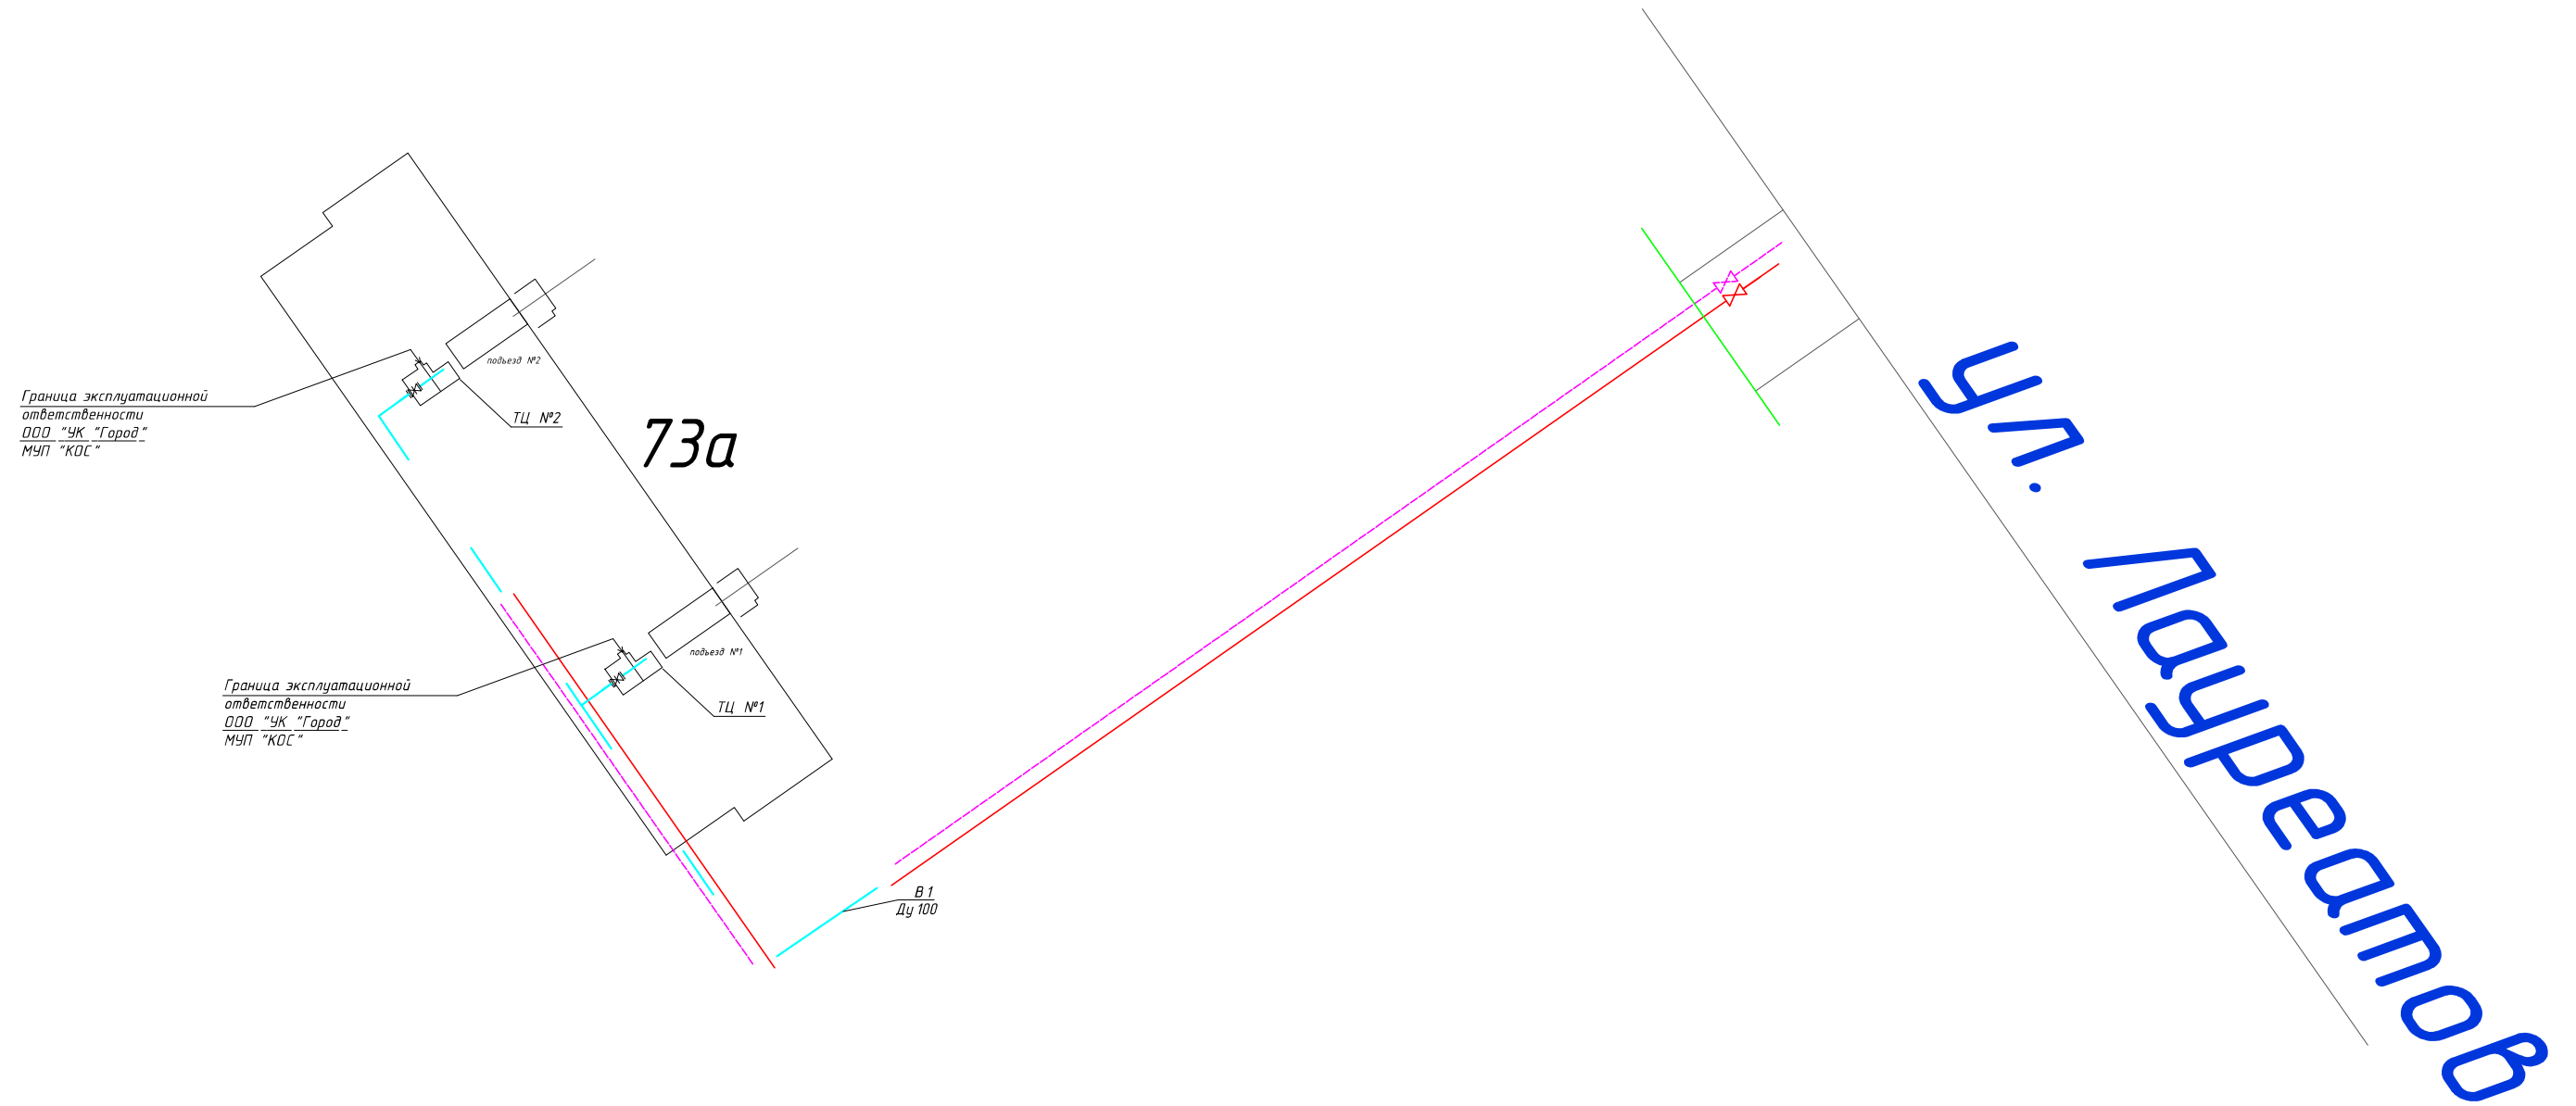 подъезд №2
Граница эксплуатационной
ответственности
ООО "УК "Город"
МУП "КОС"
ТЦ №2
73а
ул. Лауреатов
подъезд №1
Граница эксплуатационной
ответственности
ООО "УК "Город"
МУП "КОС"
ТЦ №1
В1
Ду 100